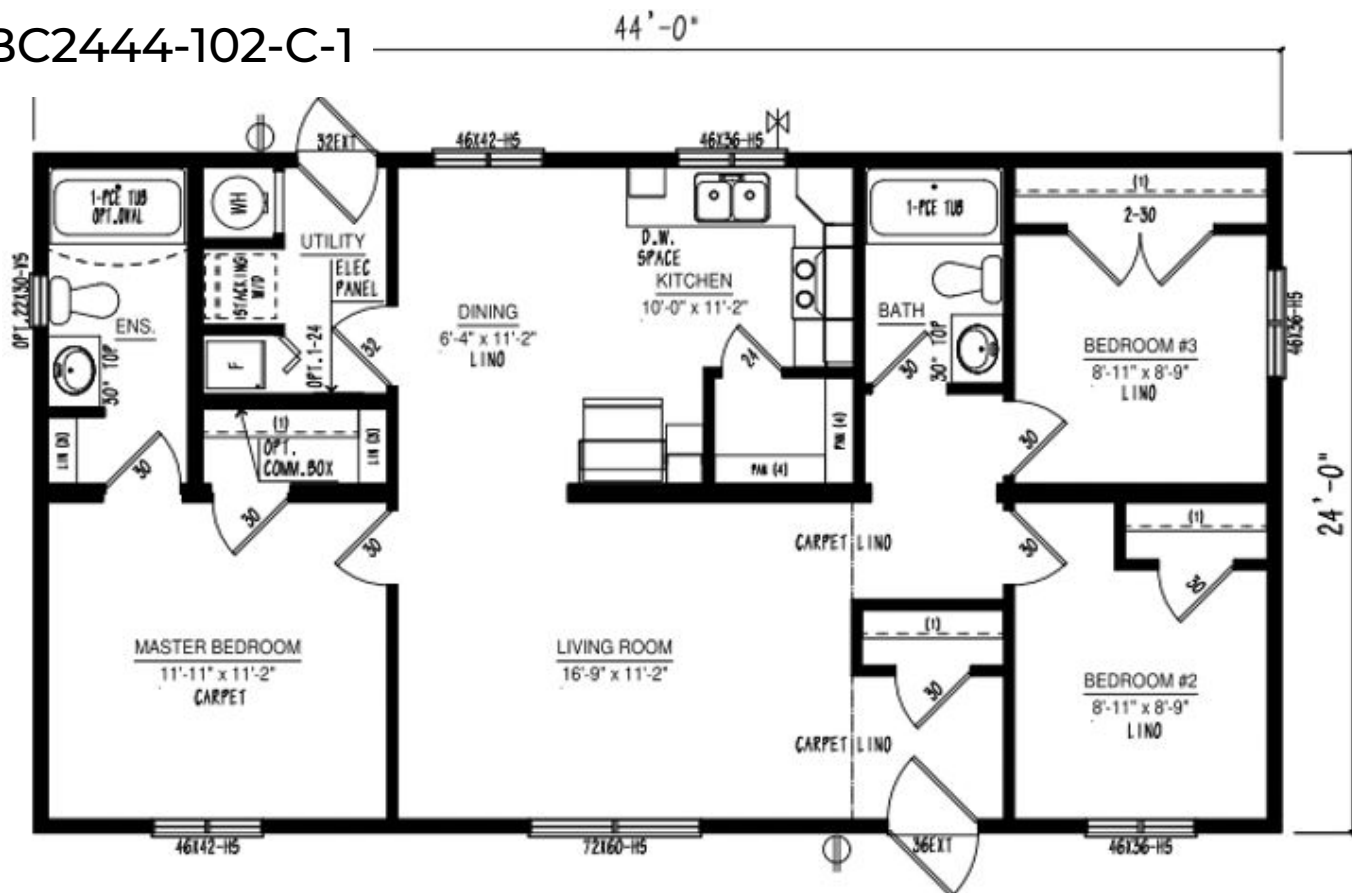 BC2444-102-C-1
44'-0"
32EXT
46X42-H5
46X36-H5
1-PCE TUB
OPT.OVAL
WH
UTILITY
ELEC
PANEL
STACKING
W/D
OPT.1-24
F
32
OPT. 22X30-V5
ENS.
30" TOP
LIN (3)
30
(1)
OPT.
COMM.BOX
LIN (3)
30
30
DINING
6'-4" x 11'-2"
LINO
D.W.
SPACE
KITCHEN
10'-0" x 11'-2"
24
PAN (4)
PAN (4)
1-PCE TUB
BATH
30" TOP
30
(1)
2-30
BEDROOM #3
8'-11" x 8'-9"
LINO
46X36-H5
30
24'-0"
CARPET LINO
30
(1)
MASTER BEDROOM
11'-11" x 11'-2"
CARPET
LIVING ROOM
16'-9" x 11'-2"
(1)
30
BEDROOM #2
8'-11" x 8'-9"
LINO
CARPET LINO
46X42-H5
72X60-H5
36EXT
46X36-H5